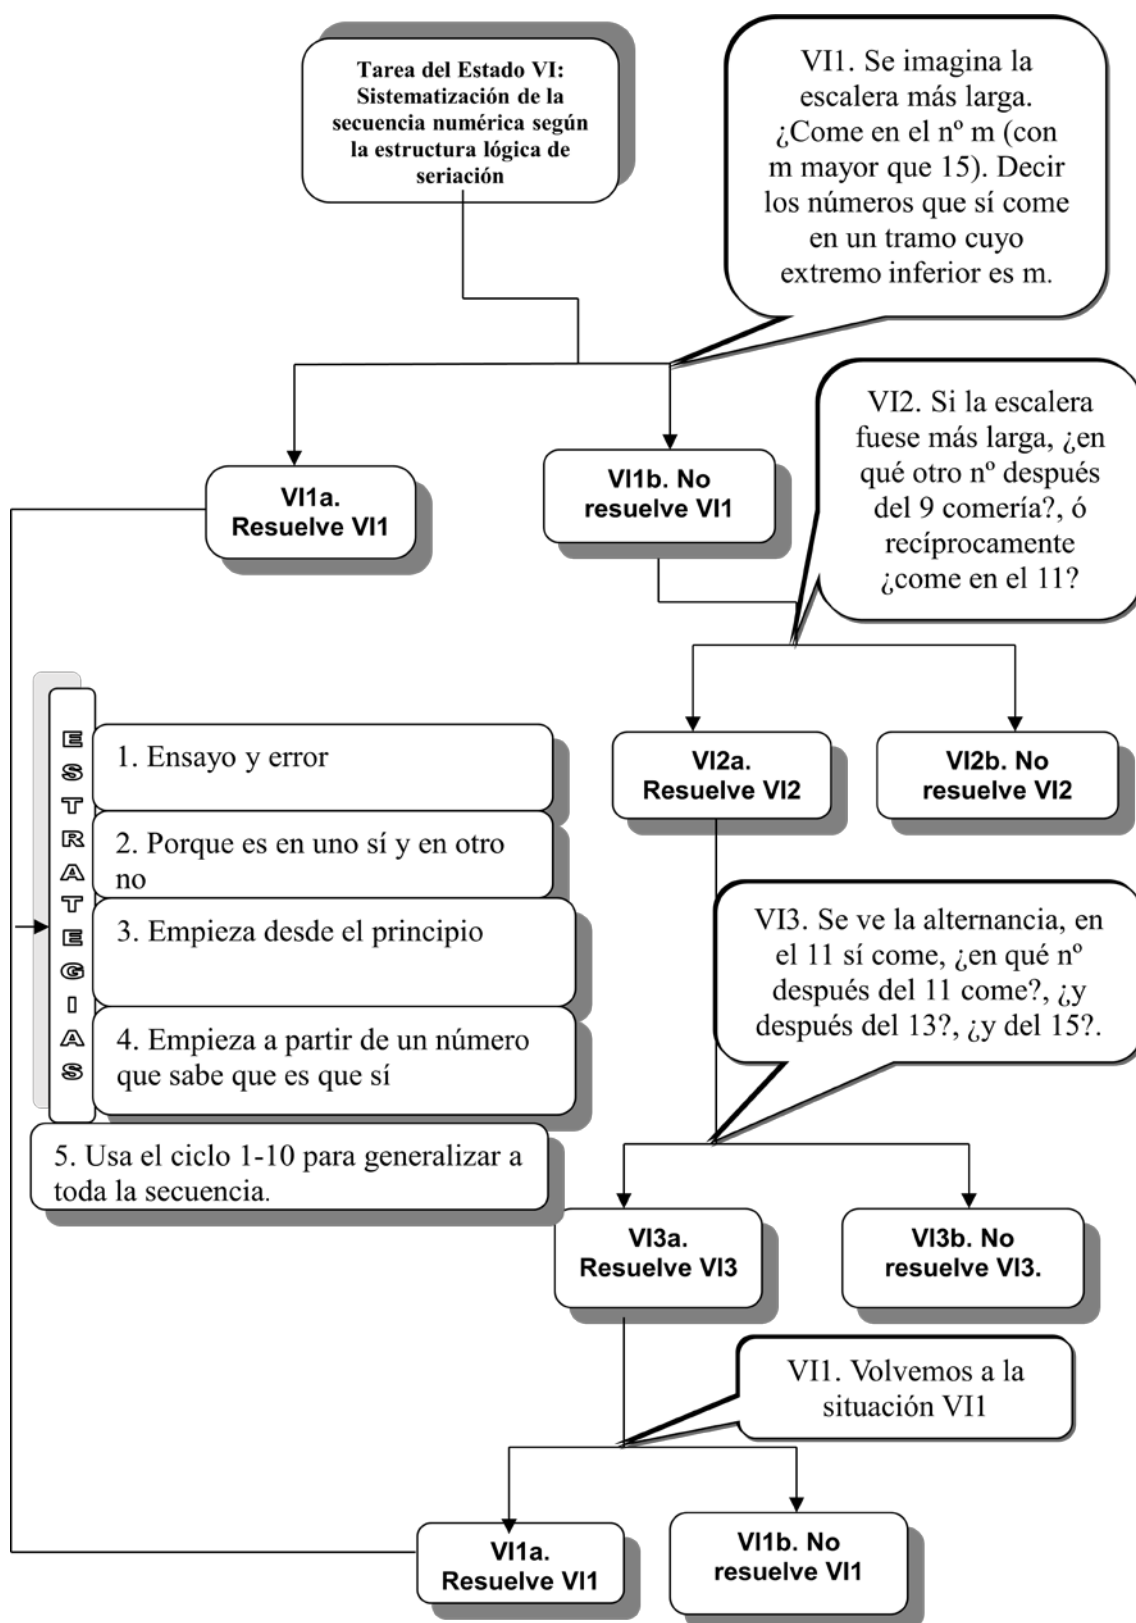 Tarea del Estado VI:
Sistematización de la
secuencia numérica según
la estructura lógica de
seriación
VI1. Se imagina la
escalera más larga.
¿Come en el nº m (con
m mayor que 15). Decir
los números que sí come
en un tramo cuyo
extremo inferior es m.
VI1a.
Resuelve VI1
VI1b. No
resuelve VI1
VI2. Si la escalera
fuese más larga, ¿en
qué otro nº después
del 9 comería?, ó
recíprocamente
¿come en el 11?
VI2a.
Resuelve VI2
VI2b. No
resuelve VI2
ESTRATEGIAS
1. Ensayo y error
2. Porque es en uno sí y en otro
no
3. Empieza desde el principio
4. Empieza a partir de un número
que sabe que es que sí
5. Usa el ciclo 1-10 para generalizar a
toda la secuencia.
VI3. Se ve la alternancia, en
el 11 sí come, ¿en qué nº
después del 11 come?, ¿y
después del 13?, ¿y del 15?.
VI3a.
Resuelve VI3
VI3b. No
resuelve VI3.
VI1. Volvemos a la
situación VI1
VI1a.
Resuelve VI1
VI1b. No
resuelve VI1